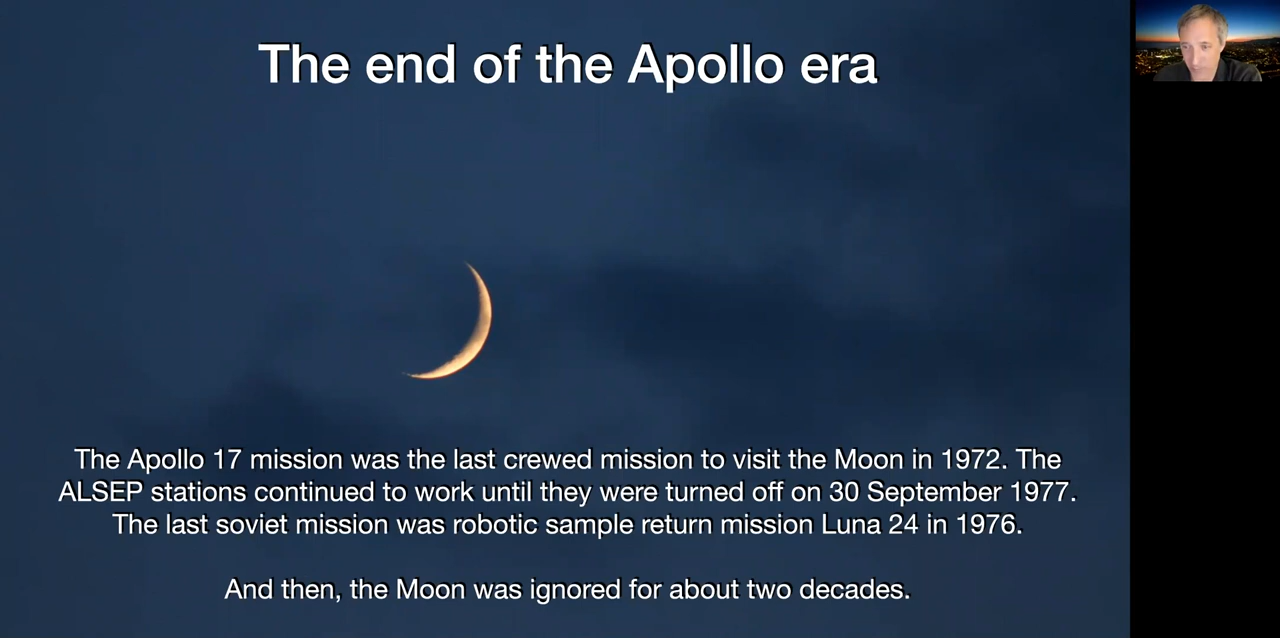 The end of the Apollo era
The Apollo 17 mission was the last crewed mission to visit the Moon in 1972. The
ALSEP stations continued to work until they were turned off on 30 September 1977.
The last soviet mission was robotic sample return mission Luna 24 in 1976.
And then, the Moon was ignored for about two decades.